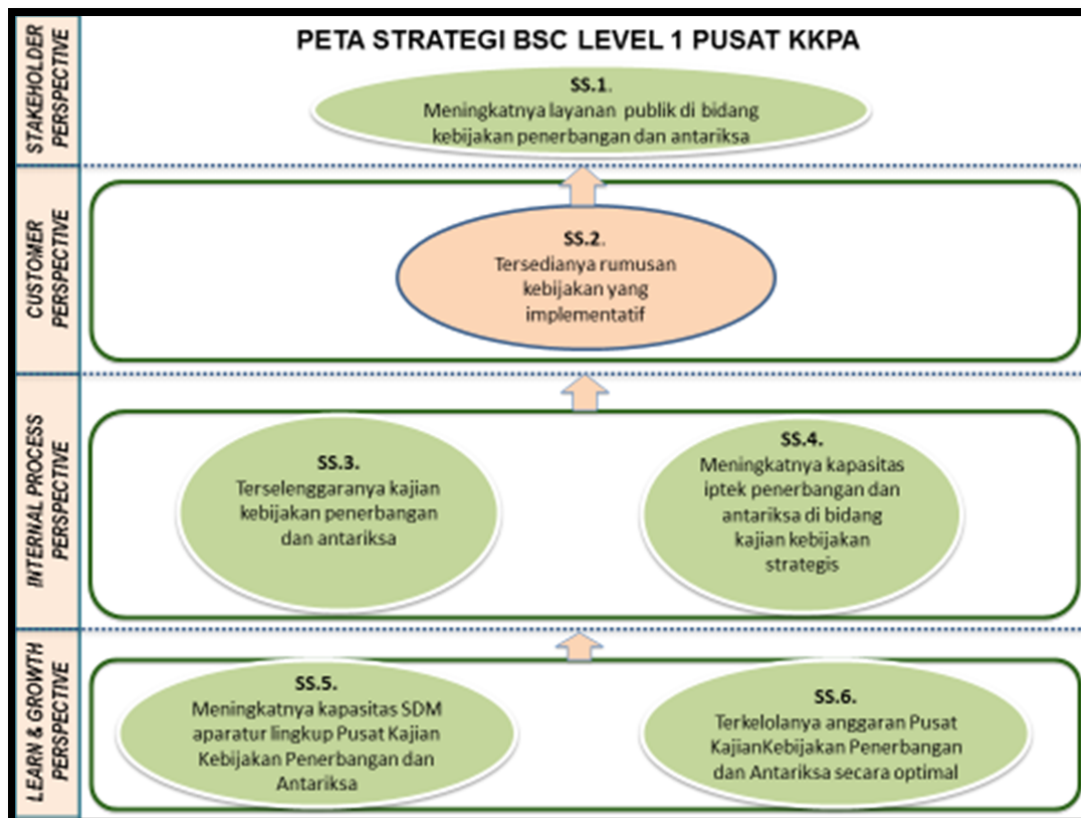 PETA STRATEGI BSC LEVEL 1 PUSAT KKPA
STAKEHOLDER
PERSPECTIVE
SS.1.
Meningkatnya layanan publik di bidang
kebijakan penerbangan dan antariksa
CUSTOMER
PERSPECTIVE
SS.2.
Tersedianya rumusan
kebijakan yang
implementatif
INTERNAL PROCESS
PERSPECTIVE
SS.3.
Terselenggaranya kajian
kebijakan penerbangan
dan antariksa
SS.4.
Meningkatnya kapasitas
iptek penerbangan dan
antariksa di bidang
kajian kebijakan
strategis
LEARN & GROWTH
PERSPECTIVE
SS.5.
Meningkatnya kapasitas SDM
aparatur lingkup Pusat Kajian
Kebijakan Penerbangan dan
Antariksa
SS.6.
Terkelolanya anggaran Pusat
KajianKebijakan Penerbangan
dan Antariksa secara optimal